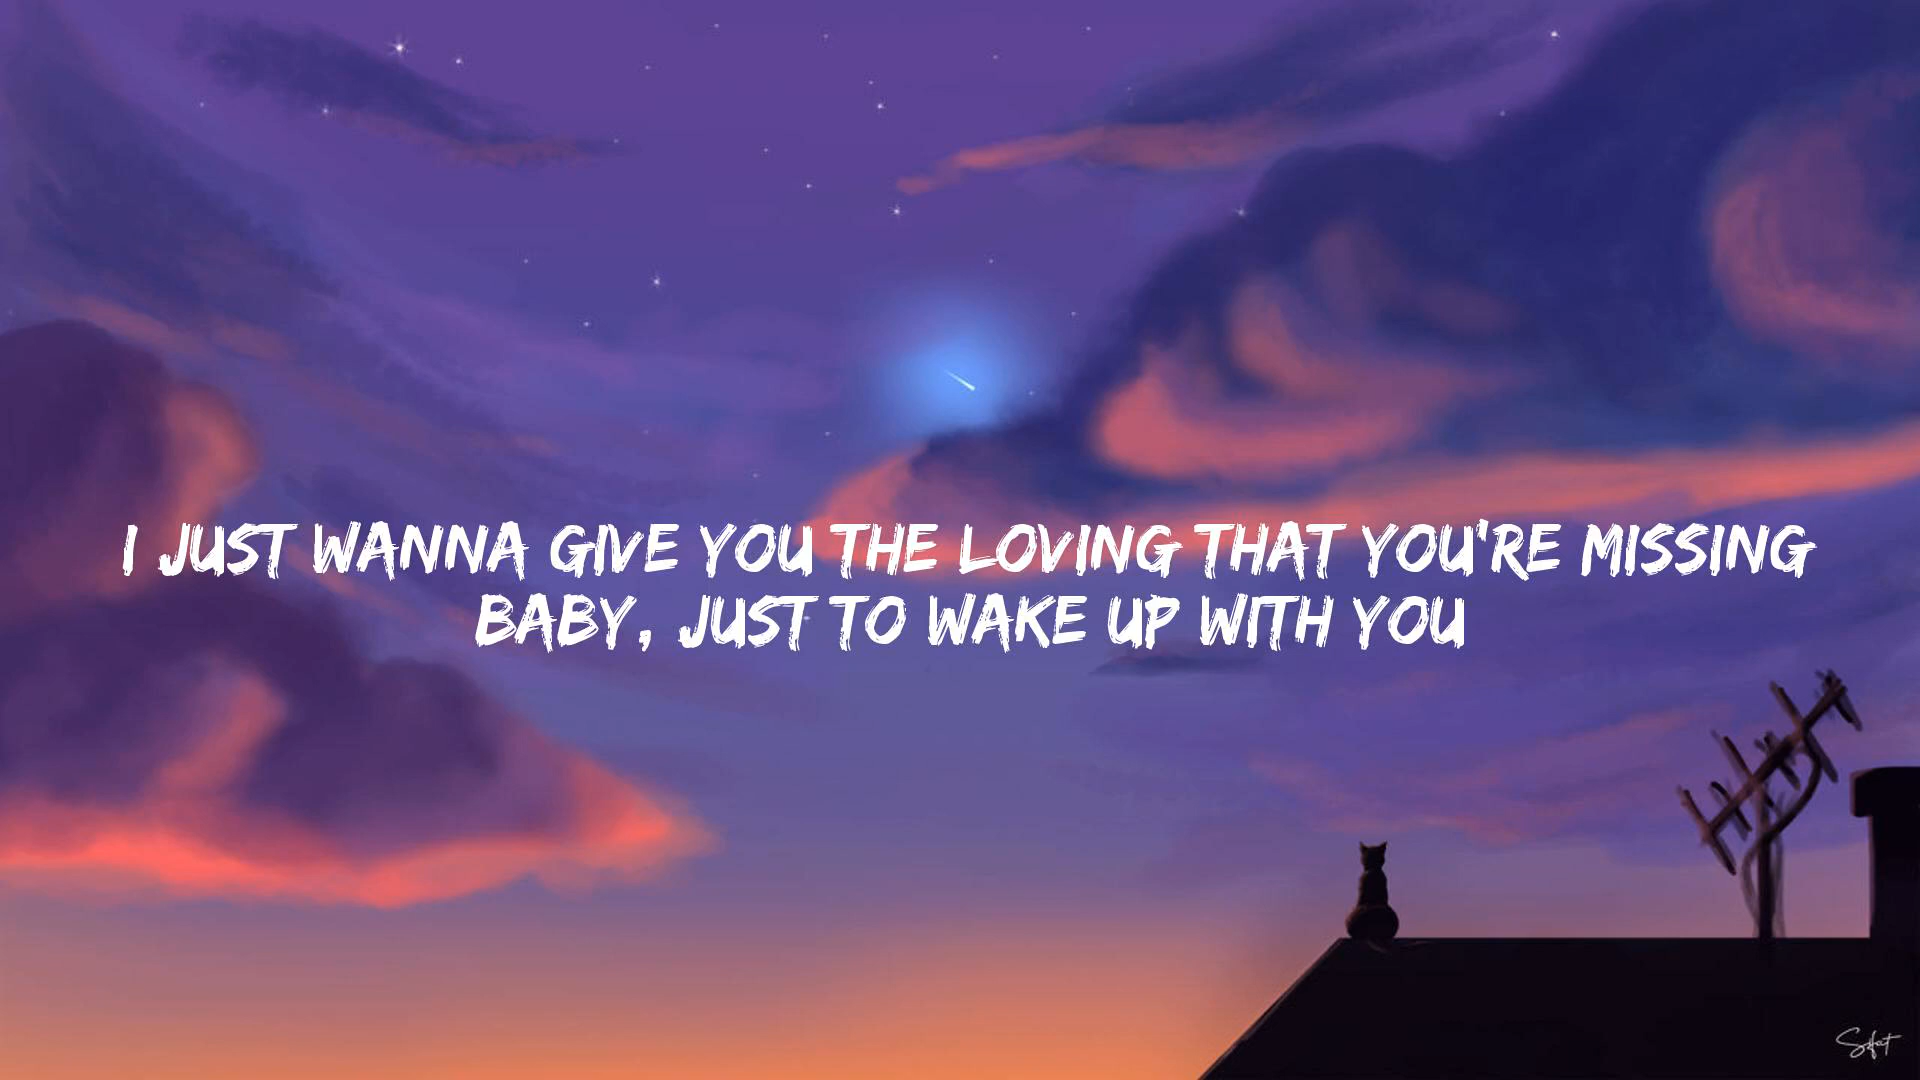 I JUST WANNA GIVE YOU THE LOVING THAT YOU'RE MISSING
BABY, JUST TO WAKE UP WITH YOU